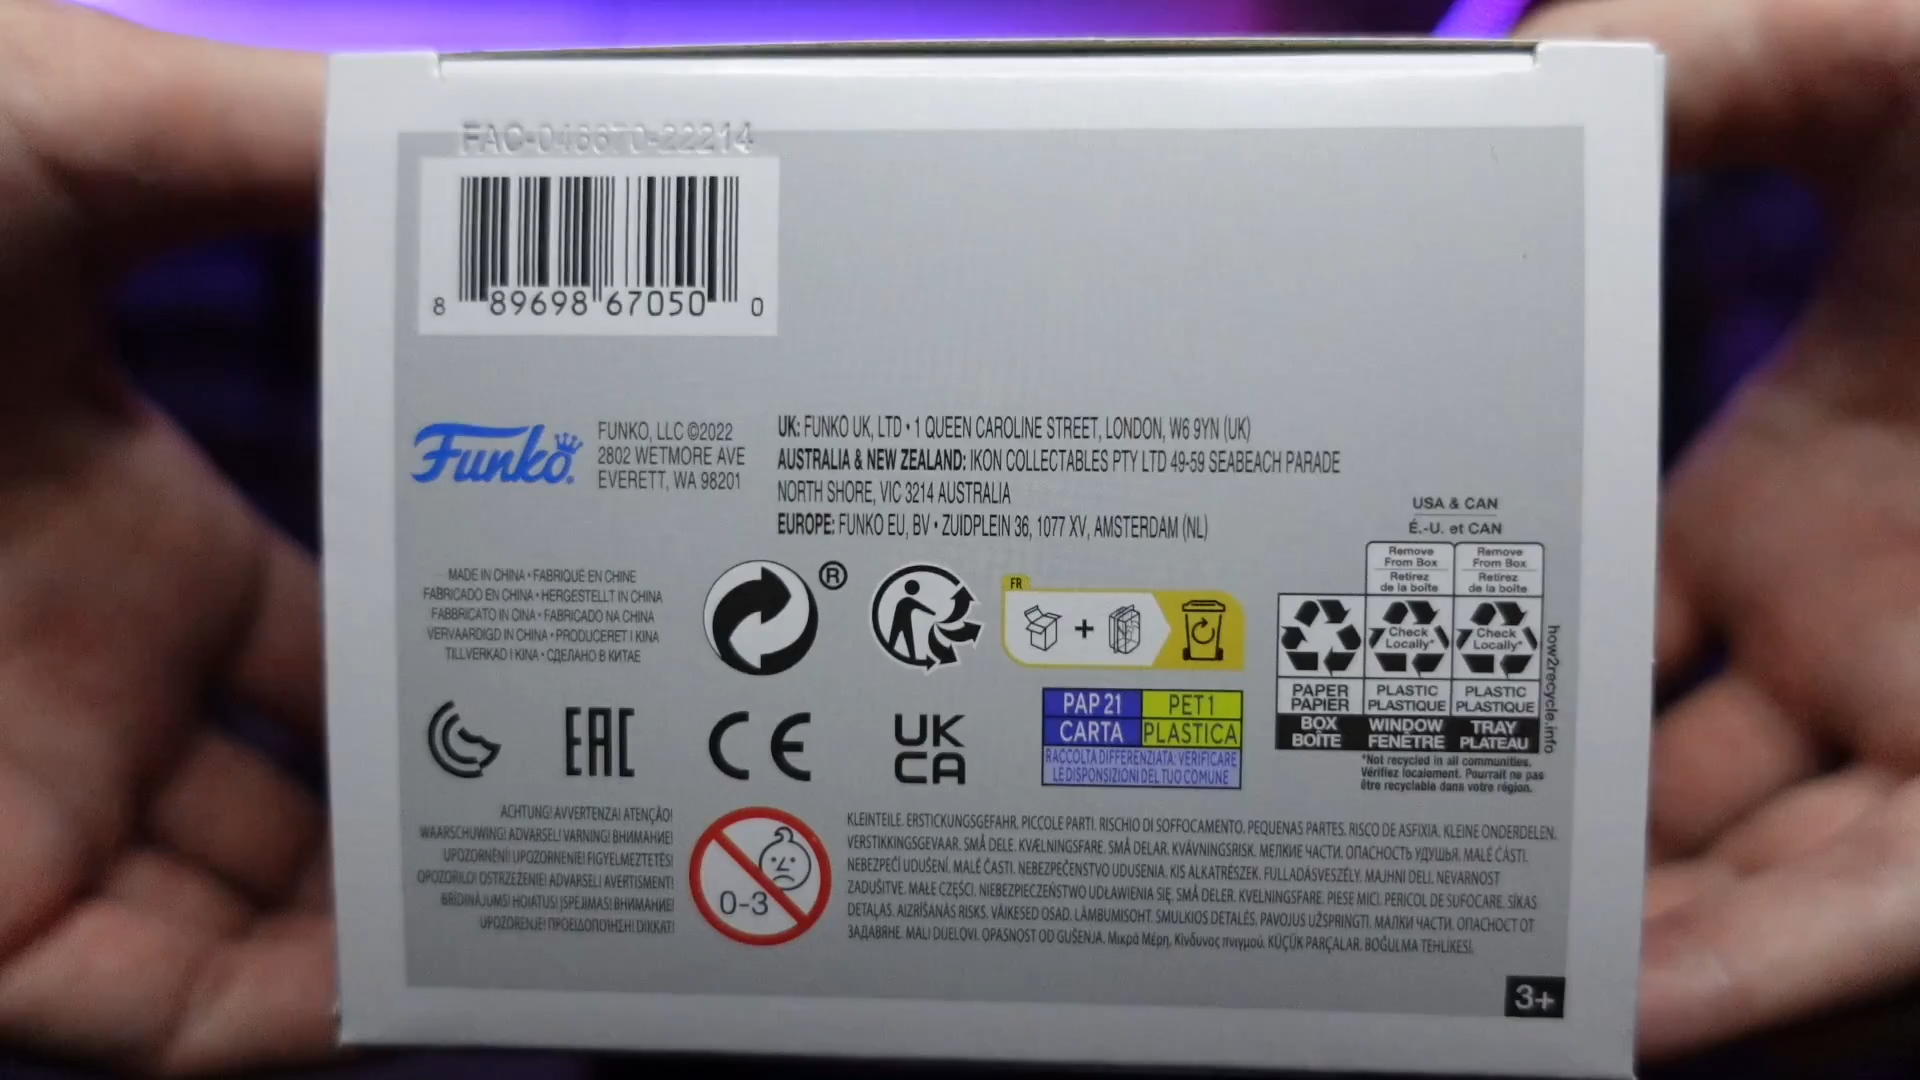 FAC-048670-22214
8 89698 67050 0
Funko
FUNKO, LLC ©2022
2802 WETMORE AVE
EVERETT, WA 98201
UK: FUNKO UK, LTD • 1 QUEEN CAROLINE STREET, LONDON, W6 9YN (UK)
AUSTRALIA & NEW ZEALAND: IKON COLLECTABLES PTY LTD 49-59 SEABEACH PARADE
NORTH SHORE, VIC 3214 AUSTRALIA
EUROPE: FUNKO EU, BV • ZUIDPLEIN 36, 1077 XV, AMSTERDAM (NL)
MADE IN CHINA • FABRIQUÉ EN CHINE
FABRICADO EN CHINA • HERGESTELLT IN CHINA
FABBRICATO IN CINA • FABRICADO NA CHINA
VERVAARDIGD IN CHINA • PRODUCERET I KINA
TILLVERKAD I KINA • СДЕЛАНО В КИТАЕ
®
FR
+
USA & CAN
É.-U. et CAN
Remove From Box
Retirez de la boîte
Remove From Box
Retirez de la boîte
Check Locally*
Check Locally*
PAPER
PAPIER
PLASTIC
PLASTIQUE
PLASTIC
PLASTIQUE
BOX
BOÎTE
WINDOW
FENÊTRE
TRAY
PLATEAU
how2recycle.info
*Not recycled in all communities.
Vérifiez localement. Pourrait ne pas
être recyclable dans votre région.
EAC
CE
UK
CA
PAP 21
PET 1
CARTA
PLASTICA
RACCOLTA DIFFERENZIATA: VERIFICARE
LE DISPONSIZIONI DEL TUO COMUNE
ACHTUNG! AVVERTENZA! ATENÇÃO!
WAARSCHUWING! ADVARSEL! VARNING! ВНИМАНИЕ!
UPOZORNĚNÍ! UPOZORNENIE! FIGYELMEZTETÉS!
OPOZORILO! OSTRZEŻENIE! ADVARSEL! AVERTISMENT!
BRĪDINĀJUMS! HOIATUS! ĮSPĖJIMAS! ВНИМАНИЕ!
UPOZORENJE! ΠΡΟΕΙΔΟΠΟΙΗΣΗ! DIKKAT!
0-3
KLEINTEILE. ERSTICKUNGSGEFAHR. PICCOLE PARTI. RISCHIO DI SOFFOCAMENTO. PEQUENAS PARTES. RISCO DE ASFIXIA. KLEINE ONDERDELEN.
VERSTIKKINGSGEVAAR. SMÅ DELE. KVÆLNINGSFARE. SMÅ DELAR. KVÄVNINGSRISK. МЕЛКИЕ ЧАСТИ. ОПАСНОСТЬ УДУШЬЯ. MALÉ ČÁSTI.
NEBEZPEČÍ UDUŠENÍ. MALÉ ČASTI. NEBEZPEČENSTVO UDUSENIA. KIS ALKATRÉSZEK. FULLADÁSVESZÉLY. MAJHNI DELI. NEVARNOST
ZADUŠITVE. MAŁE CZĘŚCI. NIEBEZPIECZEŃSTWO UDŁAWIENIA SIĘ. SMÅ DELER. KVELNINGSFARE. PIESE MICI. PERICOL DE SUFOCARE. SĪKAS
DETAĻAS. AIZRĪŠANĀS RISKS. VÄIKESED OSAD. LÄMBUMISOHT. SMULKIOS DETALĖS. PAVOJUS UŽSPRINGTI. МАЛКИ ЧАСТИ. ОПАСНОСТ ОТ
ЗАДАВЯНЕ. MALI DIJELOVI. OPASNOST OD GUŠENJA. Μικρά Μέρη. Κίνδυνος πνιγμού. KÜÇÜK PARÇALAR. BOĞULMA TEHLİKESİ.
3+